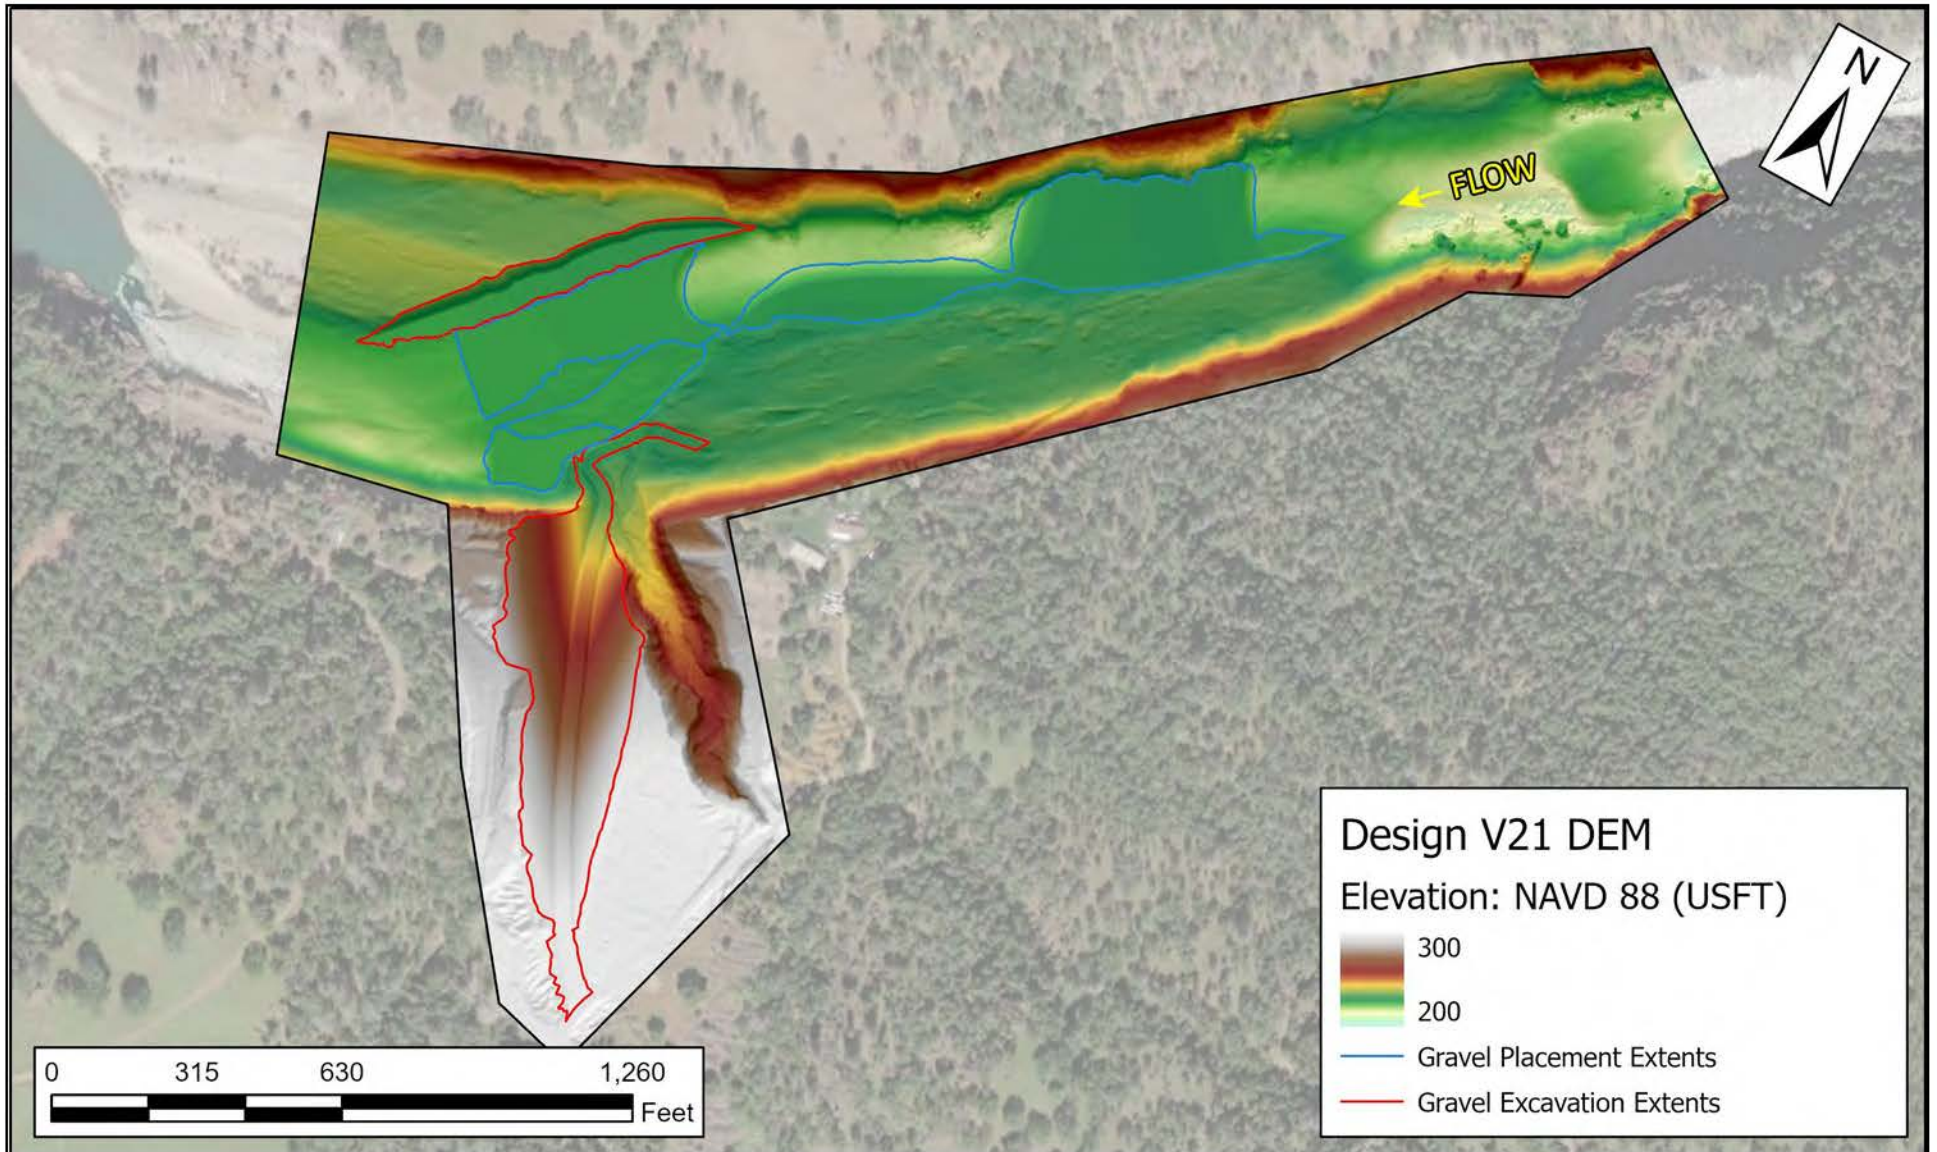 N
FLOW
Design V21 DEM
Elevation: NAVD 88 (USFT)
300
200
Gravel Placement Extents
Gravel Excavation Extents
0 315 630 1,260
Feet